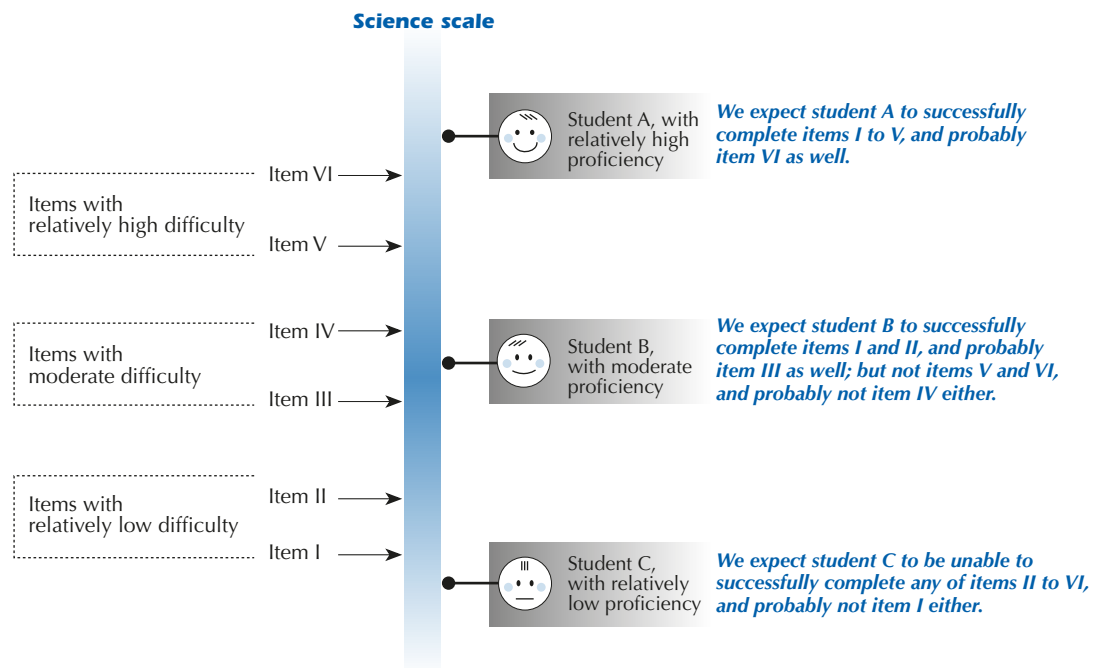 Science scale
Student A, with
relatively high
proficiency
We expect student A to successfully
complete items I to V, and probably
item VI as well.
Item VI
Items with
relatively high difficulty
Item V
Item IV
Items with
moderate difficulty
Item III
Student B,
with moderate
proficiency
We expect student B to successfully
complete items I and II, and probably
item III as well; but not items V and VI,
and probably not item IV either.
Item II
Items with
relatively low difficulty
Item I
Student C,
with relatively
low proficiency
We expect student C to be unable to
successfully complete any of items II to VI,
and probably not item I either.